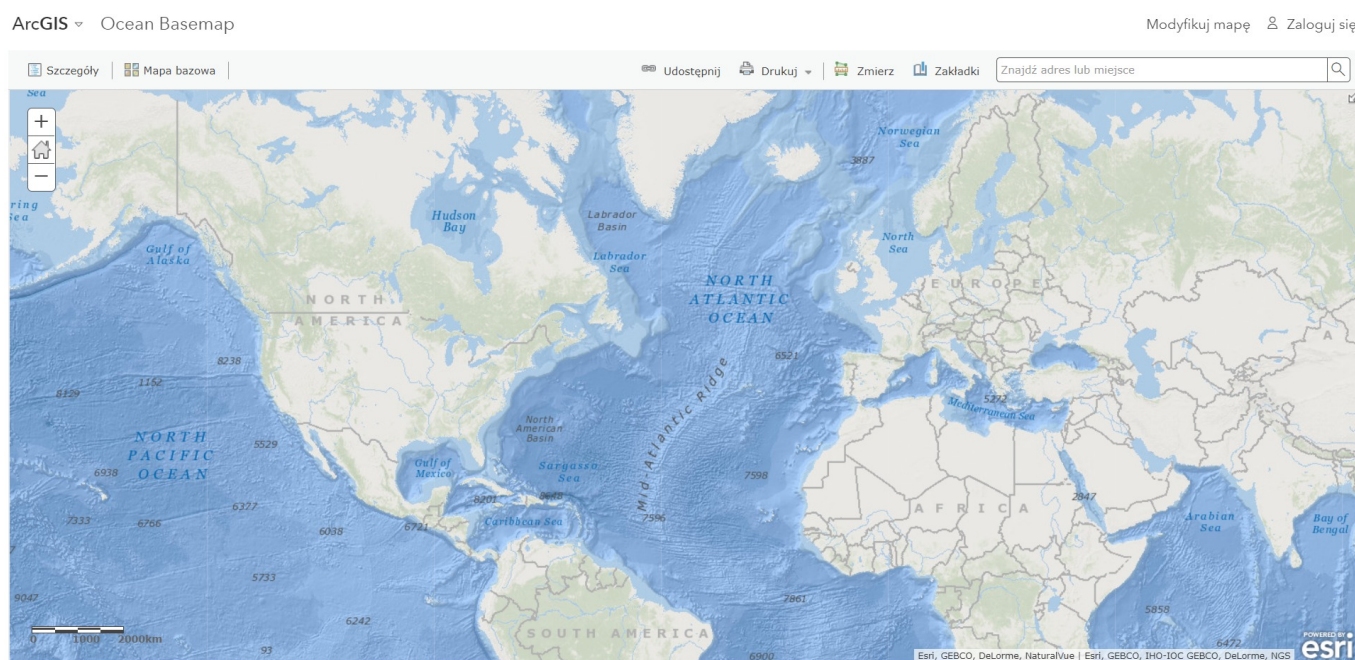 ArcGIS Ocean Basemap
Modyfikuj mapę Zaloguj się
Szczegóły Mapa bazowa
Udostępnij Drukuj Zmierz Zakładki Znajdź adres lub miejsce
Sea
Norwegian
Sea
3887
ring
Sea
Hudson
Bay
Labrador
Basin
Gulf of
Alaska
Labrador
Sea
North
Sea
NORTH
ATLANTIC
OCEAN
EUROPE
NORTH
AMERICA
A
8238
6521
1162
8129
Mid-Atlantic Ridge
5272
Mediterranean Sea
North
American
Basin
NORTH
PACIFIC
OCEAN
5529
Gulf of
Mexico
Sargasso
Sea
6938
7598
8201
8648
2847
6377
AFRICA
7333
6766
6721
Caribbean Sea
7596
Arabian
Sea
Bay of
Bengal
6038
5733
9047
7861
5858
6242
SOUTH AMERICA
0 1000 2000km
93
6900
6472
POWERED BY
esri
Esri, GEBCO, DeLorme, NaturalVue | Esri, GEBCO, IHO-IOC GEBCO, DeLorme, NGS